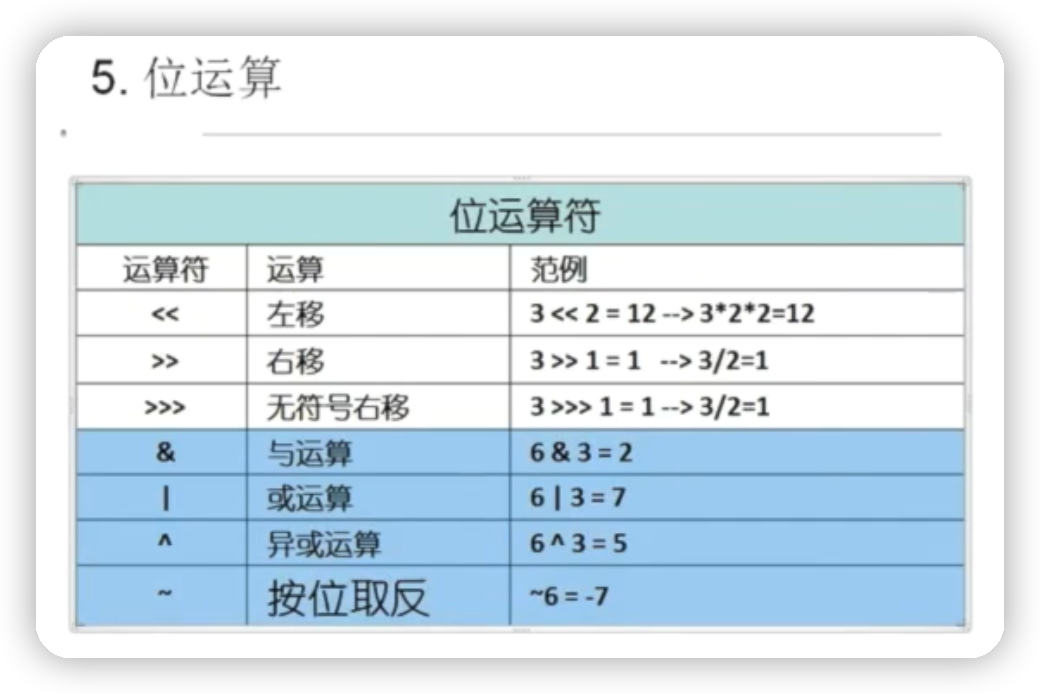 5. 位运算
位运算符
运算符 运算 范例
<< 左移 3 << 2 = 12 --> 3*2*2=12
>> 右移 3 >> 1 = 1 --> 3/2=1
>>> 无符号右移 3 >>> 1 = 1 --> 3/2=1
& 与运算 6 & 3 = 2
| 或运算 6 | 3 = 7
^ 异或运算 6 ^ 3 = 5
~ 按位取反 ~6 = -7